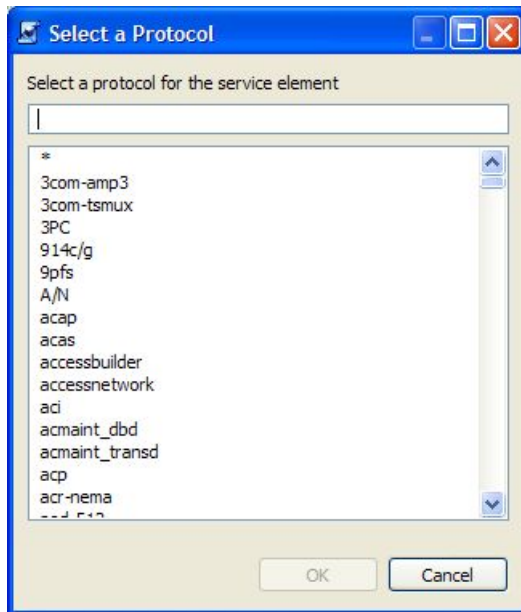 Select a Protocol
Select a protocol for the service element
*
3com-amp3
3com-tsmux
3PC
914c/g
9pfs
A/N
acap
acas
accessbuilder
accessnetwork
aci
acmaint_dbd
acmaint_transd
acp
acr-nema
OK
Cancel